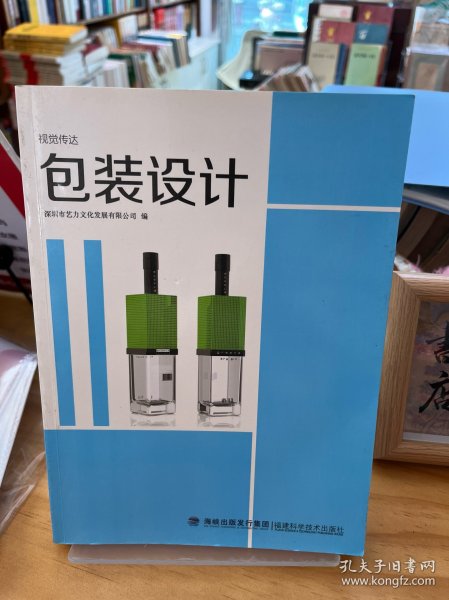 视觉传达
包装设计
深圳市艺力文化发展有限公司 编
海峡出版发行集团 福建科学技术出版社
書店
孔夫子旧书网
www.kongfz.com